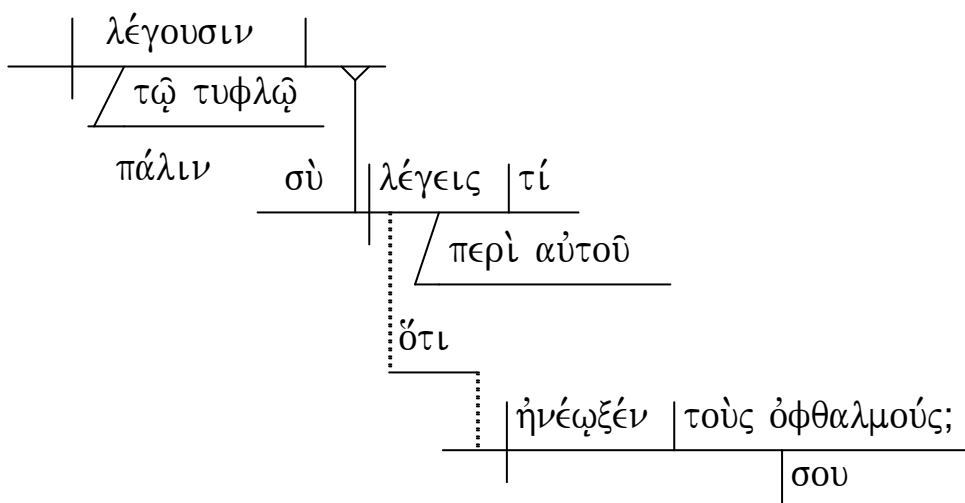 λέγουσιν
τῷ τυφλῷ
πάλιν
σὺ λέγεις τί
περὶ αὐτοῦ
ὅτι
ἠνέῳξέν τοὺς ὀφθαλμούς;
σου